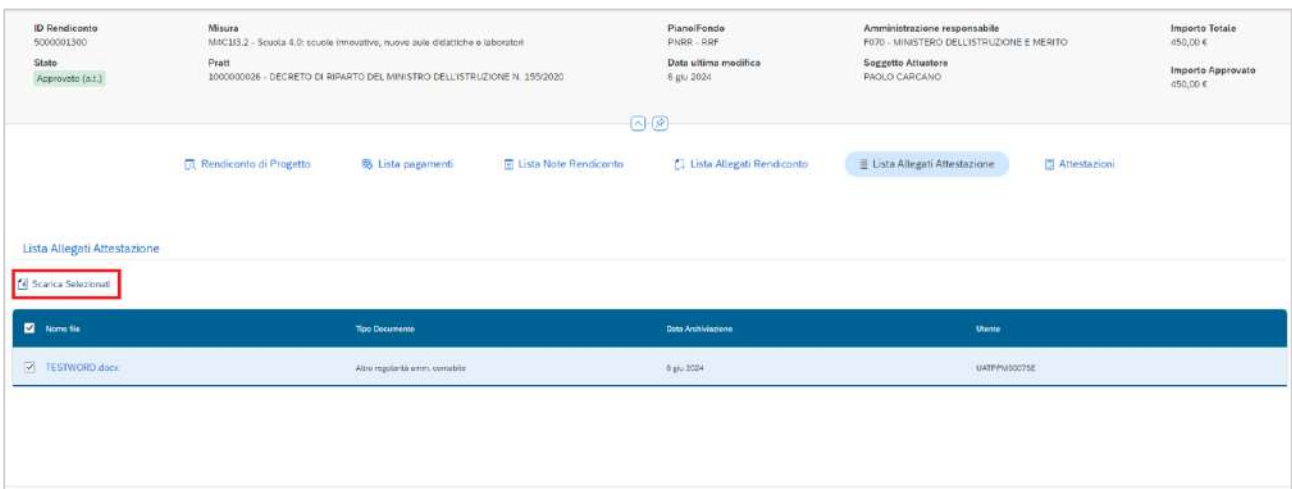 ID Rendiconto
5000001300
Misura
M4C1I3.2 - Scuola 4.0: scuole innovative, nuove aule didattiche e laboratori
Piano/Fondo
PNRR - RRF
Amministrazione responsabile
F070 - MINISTERO DELL'ISTRUZIONE E MERITO
Importo Totale
450,00 €
Stato
Approvato (a.t.)
Pratt
1000000026 - DECRETO DI RIPARTO DEL MINISTRO DELL'ISTRUZIONE N. 155/2020
Data ultima modifica
6 giu 2024
Soggetto Attuatore
PAOLO CARCANO
Importo Approvato
450,00 €
Rendiconto di Progetto
Lista pagamenti
Lista Note Rendiconto
Lista Allegati Rendiconto
Lista Allegati Attestazione
Attestazioni
Lista Allegati Attestazione
Scarica Selezionati
Nome file Tipo Documento Data Archiviazione Utente
TESTWORD.docx Altro regolarità amm. contabile 6 giu 2024